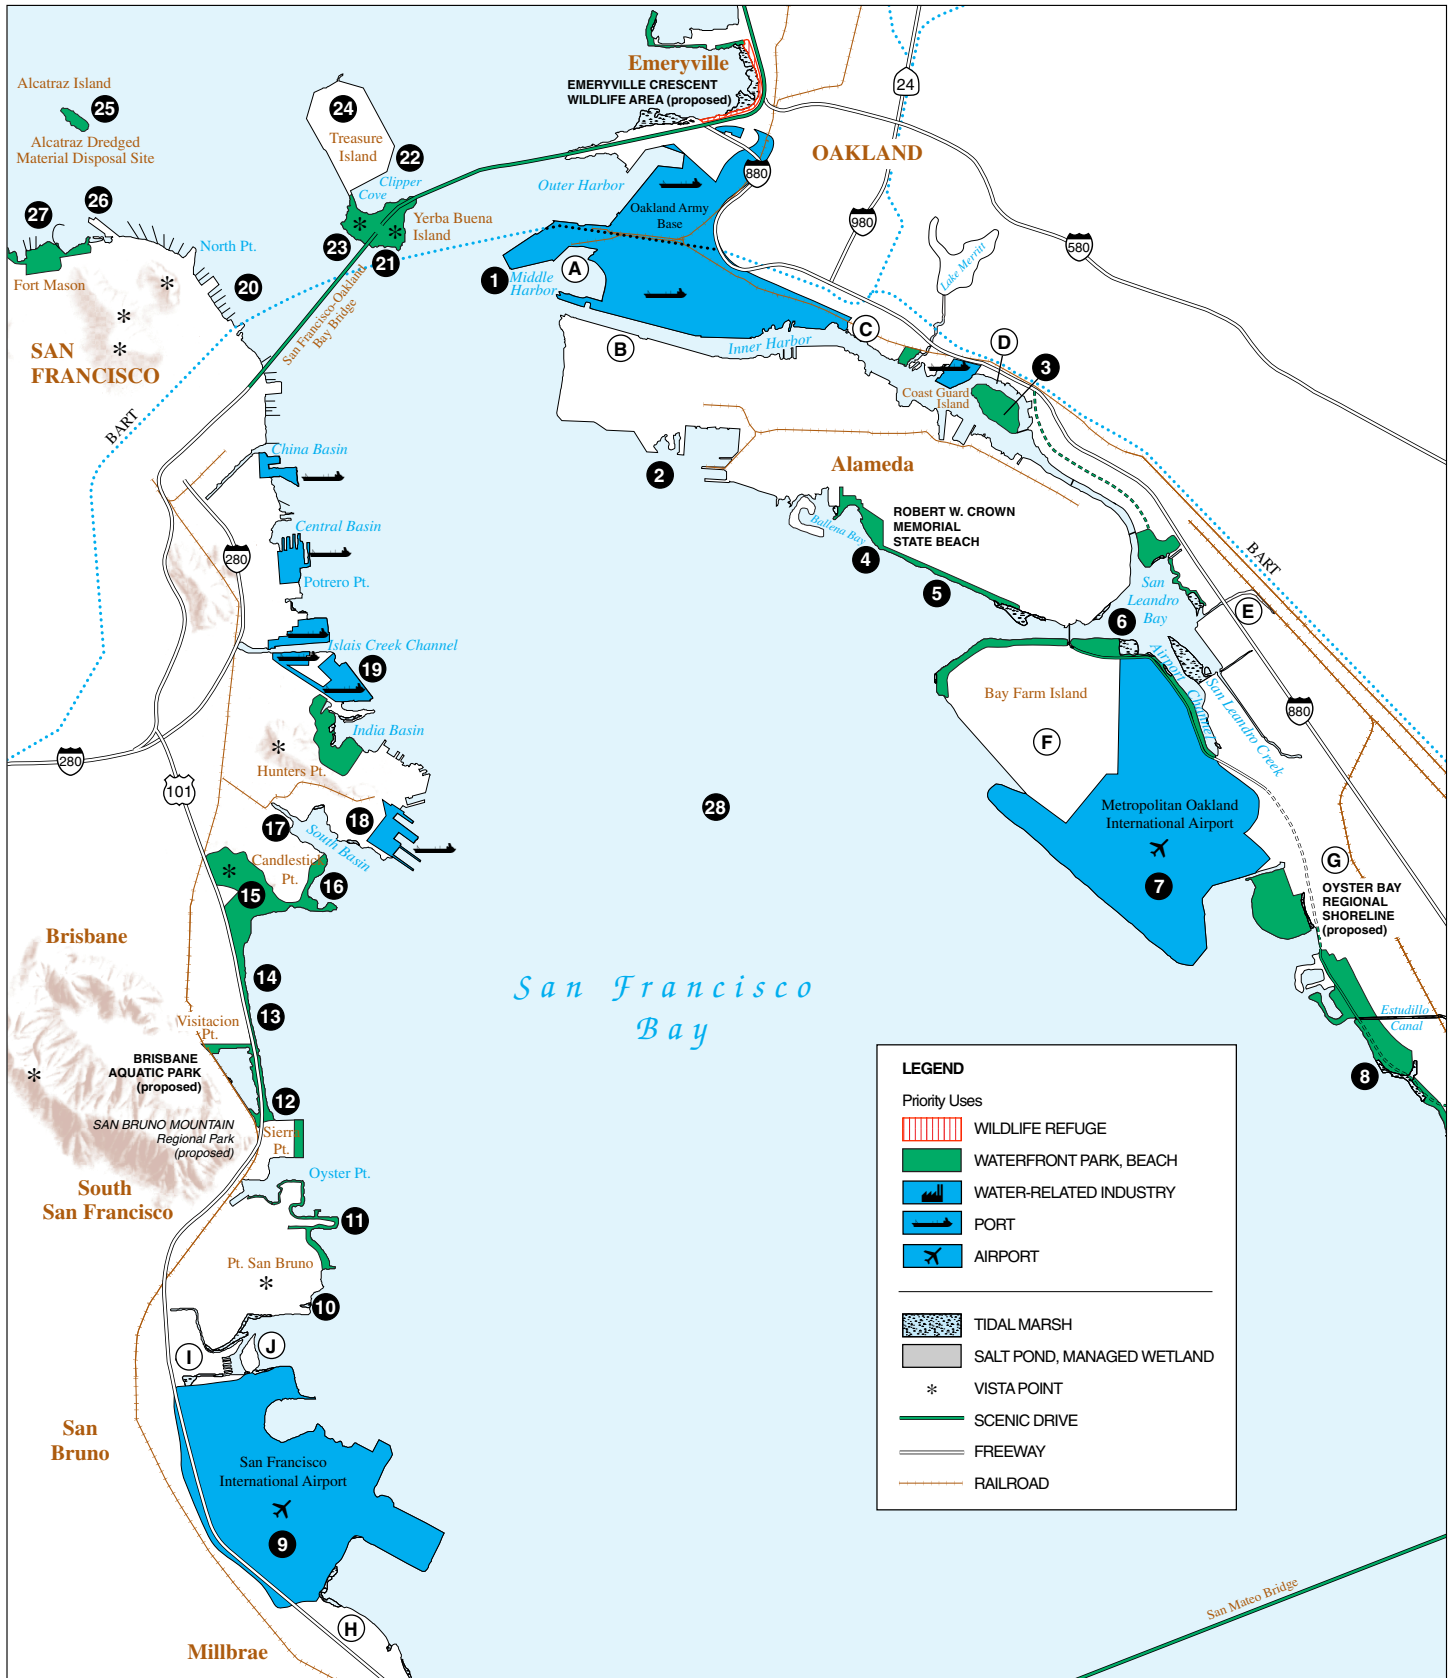 Emeryville
EMERYVILLE CRESCENT
WILDLIFE AREA (proposed)
24
Alcatraz Island
25
Alcatraz Dredged
Material Disposal Site
24
Treasure
Island
22
Clipper
Cove
OAKLAND
880
Outer Harbor
Oakland Army
Base
26
27
North Pt.
Fort Mason
20
23
21
Yerba Buena
Island
980
580
Lake Merritt
1
Middle
Harbor
A
San Francisco-Oakland
Bay Bridge
SAN
FRANCISCO
B
Inner Harbor
C
D
3
Coast Guard
Island
BART
China Basin
2
Alameda
ROBERT W. CROWN
MEMORIAL
STATE BEACH
Ballena Bay
4
5
BART
Central Basin
280
Potrero Pt.
San
Leandro
Bay
E
6
Islais Creek Channel
19
Airport Channel
San Leandro Creek
Bay Farm Island
880
India Basin
F
280
Hunters Pt.
101
28
Metropolitan Oakland
International Airport
7
17
18
South Basin
Candlestick
Pt.
15
16
G
OYSTER BAY
REGIONAL
SHORELINE
(proposed)
Brisbane
14
13
San Francisco
Bay
Visitacion
Pt.
Estudillo
Canal
BRISBANE
AQUATIC PARK
(proposed)
8
12
SAN BRUNO MOUNTAIN
Regional Park
(proposed)
Sierra
Pt.
Oyster Pt.
South
San Francisco
11
Pt. San Bruno
10
I
J
San
Bruno
San Francisco
International Airport
9
H
Millbrae
San Mateo Bridge
LEGEND
Priority Uses
WILDLIFE REFUGE
WATERFRONT PARK, BEACH
WATER-RELATED INDUSTRY
PORT
AIRPORT
TIDAL MARSH
SALT POND, MANAGED WETLAND
VISTA POINT
SCENIC DRIVE
FREEWAY
RAILROAD